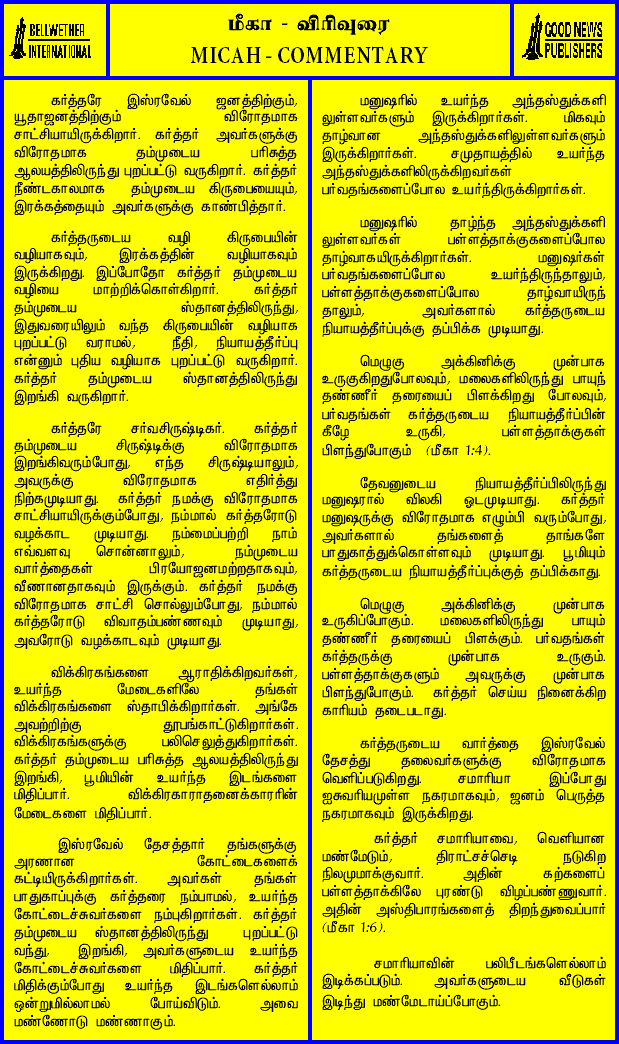 BELLWETHER
INTERNATIONAL
மீகா - விரிவுரை
MICAH - COMMENTARY
GOOD NEWS
PUBLISHERS
கர்த்தரே இஸ்ரவேல் ஜனத்திற்கும்,
யூதாஜனத்திற்கும் விரோதமாக
சாட்சியாயிருக்கிறார். கர்த்தர் அவர்களுக்கு
விரோதமாக தம்முடைய பரிசுத்த
ஆலயத்திலிருந்து புறப்பட்டு வருகிறார். கர்த்தர்
நீண்டகாலமாக தம்முடைய கிருபையையும்,
இரக்கத்தையும் அவர்களுக்கு காண்பித்தார்.
கர்த்தருடைய வழி கிருபையின்
வழியாகவும், இரக்கத்தின் வழியாகவும்
இருக்கிறது. இப்போதோ கர்த்தர் தம்முடைய
வழியை மாற்றிக்கொள்கிறார். கர்த்தர்
தம்முடைய ஸ்தானத்திலிருந்து,
இதுவரையிலும் வந்த கிருபையின் வழியாக
புறப்பட்டு வராமல், நீதி, நியாயத்தீர்ப்பு
என்னும் புதிய வழியாக புறப்பட்டு வருகிறார்.
கர்த்தர் தம்முடைய ஸ்தானத்திலிருந்து
இறங்கி வருகிறார்.
கர்த்தரே சர்வசிருஷ்டிகர். கர்த்தர்
தம்முடைய சிருஷ்டிக்கு விரோதமாக
இறங்கிவரும்போது, எந்த சிருஷ்டியாலும்,
அவருக்கு விரோதமாக எதிர்த்து
நிற்கமுடியாது. கர்த்தர் நமக்கு விரோதமாக
சாட்சியாயிருக்கும்போது, நம்மால் கர்த்தரோடு
வழக்காட முடியாது. நம்மைப்பற்றி நாம்
எவ்வளவு சொன்னாலும், நம்முடைய
வார்த்தைகள் பிரயோஜனமற்றதாகவும்,
வீணானதாகவும் இருக்கும். கர்த்தர் நமக்கு
விரோதமாக சாட்சி சொல்லும்போது, நம்மால்
கர்த்தரோடு விவாதம்பண்ணவும் முடியாது,
அவரோடு வழக்காடவும் முடியாது.
விக்கிரகங்களை ஆராதிக்கிறவர்கள்,
உயர்ந்த மேடைகளிலே தங்கள்
விக்கிரகங்களை ஸ்தாபிக்கிறார்கள். அங்கே
அவற்றிற்கு தூபங்காட்டுகிறார்கள்.
விக்கிரகங்களுக்கு பலிசெலுத்துகிறார்கள்.
கர்த்தர் தம்முடைய பரிசுத்த ஆலயத்திலிருந்து
இறங்கி, பூமியின் உயர்ந்த இடங்களை
மிதிப்பார். விக்கிரகாராதனைக்காரரின்
மேடைகளை மிதிப்பார்.
இஸ்ரவேல் தேசத்தார் தங்களுக்கு
அரணான கோட்டைகளைக்
கட்டியிருக்கிறார்கள். அவர்கள் தங்கள்
பாதுகாப்புக்கு கர்த்தரை நம்பாமல், உயர்ந்த
கோட்டைச்சுவர்களை நம்புகிறார்கள். கர்த்தர்
தம்முடைய ஸ்தானத்திலிருந்து புறப்பட்டு
வந்து, இறங்கி, அவர்களுடைய உயர்ந்த
கோட்டைச்சுவர்களை மிதிப்பார். கர்த்தர்
மிதிக்கும்போது உயர்ந்த இடங்களெல்லாம்
ஒன்றுமில்லாமல் போய்விடும். அவை
மண்ணோடு மண்ணாகும்.
மனுஷரில் உயர்ந்த அந்தஸ்துக்களி
லுள்ளவர்களும் இருக்கிறார்கள். மிகவும்
தாழ்வான அந்தஸ்துக்களிலுள்ளவர்களும்
இருக்கிறார்கள். சமுதாயத்தில் உயர்ந்த
அந்தஸ்துக்களிலிருக்கிறவர்கள்
பர்வதங்களைப்போல உயர்ந்திருக்கிறார்கள்.
மனுஷரில் தாழ்ந்த அந்தஸ்துக்களி
லுள்ளவர்கள் பள்ளத்தாக்குகளைப்போல
தாழ்வாகயிருக்கிறார்கள். மனுஷர்கள்
பர்வதங்களைப்போல உயர்ந்திருந்தாலும்,
பள்ளத்தாக்குகளைப்போல தாழ்வாயிருந்
தாலும், அவர்களால் கர்த்தருடைய
நியாயத்தீர்ப்புக்கு தப்பிக்க முடியாது.
மெழுகு அக்கினிக்கு முன்பாக
உருகுகிறதுபோலவும், மலைகளிலிருந்து பாயுந்
தண்ணீர் தரையைப் பிளக்கிறது போலவும்,
பர்வதங்கள் கர்த்தருடைய நியாயத்தீர்ப்பின்
கீழே உருகி, பள்ளத்தாக்குகள்
பிளந்துபோகும் (மீகா 1:4).
தேவனுடைய நியாயத்தீர்ப்பிலிருந்து
மனுஷரால் விலகி ஓடமுடியாது. கர்த்தர்
மனுஷருக்கு விரோதமாக எழும்பி வரும்போது,
அவர்களால் தங்களைத் தாங்களே
பாதுகாத்துக்கொள்ளவும் முடியாது. பூமியும்
கர்த்தருடைய நியாயத்தீர்ப்புக்குத் தப்பிக்காது.
மெழுகு அக்கினிக்கு முன்பாக
உருகிப்போகும். மலைகளிலிருந்து பாயும்
தண்ணீர் தரையைப் பிளக்கும். பர்வதங்கள்
கர்த்தருக்கு முன்பாக உருகும்.
பள்ளத்தாக்குகளும் அவருக்கு முன்பாக
பிளந்துபோகும். கர்த்தர் செய்ய நினைக்கிற
காரியம் தடைபடாது.
கர்த்தருடைய வார்த்தை இஸ்ரவேல்
தேசத்து தலைவர்களுக்கு விரோதமாக
வெளிப்படுகிறது. சமாரியா இப்போது
ஐசுவரியமுள்ள நகரமாகவும், ஜனம் பெருத்த
நகரமாகவும் இருக்கிறது.
கர்த்தர் சமாரியாவை, வெளியான
மண்மேடும், திராட்சச்செடி நடுகிற
நிலமுமாக்குவார். அதின் கற்களைப்
பள்ளத்தாக்கிலே புரண்டு விழப்பண்ணுவார்.
அதின் அஸ்திபாரங்களைத் திறந்துவைப்பார்
(மீகா 1:6).
சமாரியாவின் பலிபீடங்களெல்லாம்
இடிக்கப்படும். அவர்களுடைய வீடுகள்
இடிந்து மண்மேடாய்ப்போகும்.